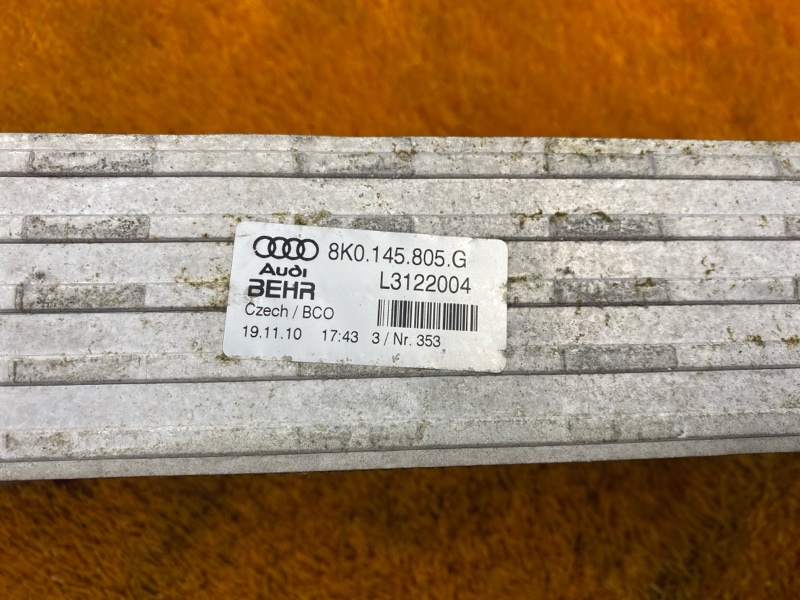 8K0.145.805.G
Audi
L3122004
BEHR
Czech / BCO
19.11.10 17:43 3 / Nr. 353